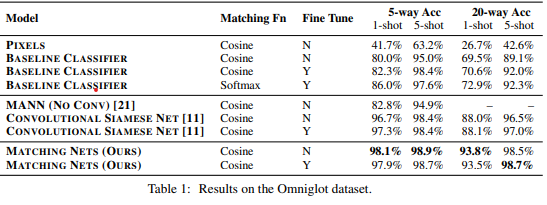 Model Matching Fn Fine Tune 5-way Acc 20-way Acc
1-shot 5-shot 1-shot 5-shot
PIXELS Cosine N 41.7% 63.2% 26.7% 42.6%
BASELINE CLASSIFIER Cosine N 80.0% 95.0% 69.5% 89.1%
BASELINE CLASSIFIER Cosine Y 82.3% 98.4% 70.6% 92.0%
BASELINE CLASSIFIER Softmax Y 86.0% 97.6% 72.9% 92.3%
MANN (NO CONV) [21] Cosine N 82.8% 94.9% – –
CONVOLUTIONAL SIAMESE NET [11] Cosine N 96.7% 98.4% 88.0% 96.5%
CONVOLUTIONAL SIAMESE NET [11] Cosine Y 97.3% 98.4% 88.1% 97.0%
MATCHING NETS (OURS) Cosine N 98.1% 98.9% 93.8% 98.5%
MATCHING NETS (OURS) Cosine Y 97.9% 98.7% 93.5% 98.7%
Table 1: Results on the Omniglot dataset.